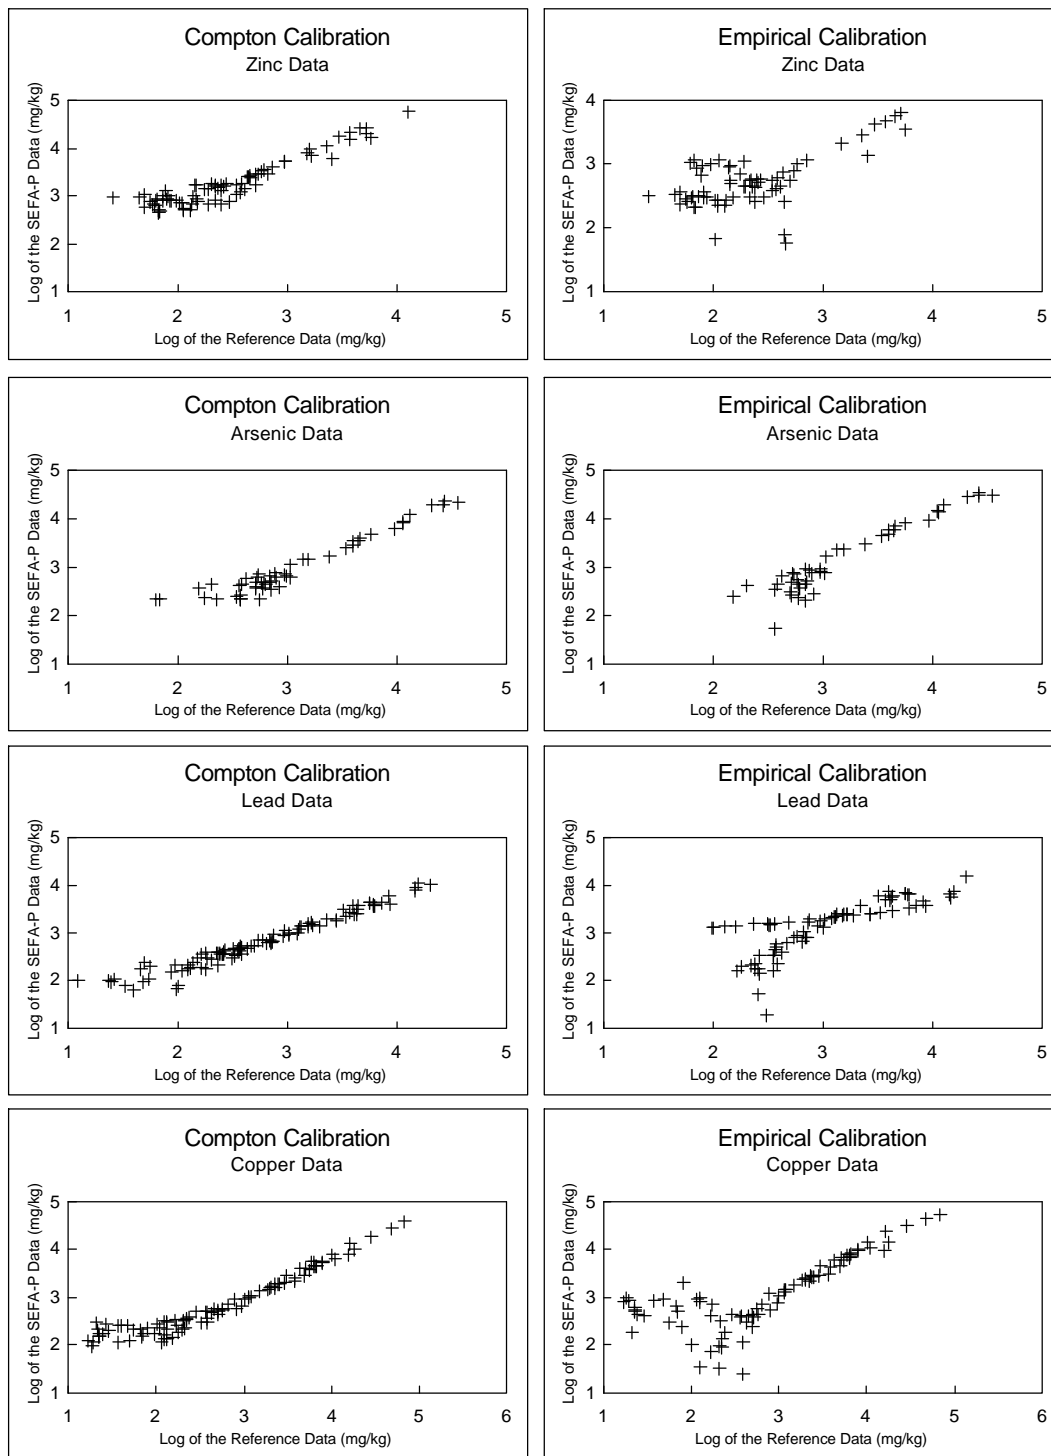 Compton Calibration
Zinc Data
Log of the SEFA-P Data (mg/kg)
5
4
3
2
1
1 2 3 4 5
Log of the Reference Data (mg/kg)
Empirical Calibration
Zinc Data
Log of the SEFA-P Data (mg/kg)
4
3
2
1
1 2 3 4 5
Log of the Reference Data (mg/kg)
Compton Calibration
Arsenic Data
Log of the SEFA-P Data (mg/kg)
5
4
3
2
1
1 2 3 4 5
Log of the Reference Data (mg/kg)
Empirical Calibration
Arsenic Data
Log of the SEFA-P Data (mg/kg)
5
4
3
2
1
1 2 3 4 5
Log of the Reference Data (mg/kg)
Compton Calibration
Lead Data
Log of the SEFA-P Data (mg/kg)
5
4
3
2
1
1 2 3 4 5
Log of the Reference Data (mg/kg)
Empirical Calibration
Lead Data
Log of the SEFA-P Data (mg/kg)
5
4
3
2
1
1 2 3 4 5
Log of the Reference Data (mg/kg)
Compton Calibration
Copper Data
Log of the SEFA-P Data (mg/kg)
5
4
3
2
1
1 2 3 4 5 6
Log of the Reference Data (mg/kg)
Empirical Calibration
Copper Data
Log of the SEFA-P Data (mg/kg)
5
4
3
2
1
1 2 3 4 5 6
Log of the Reference Data (mg/kg)